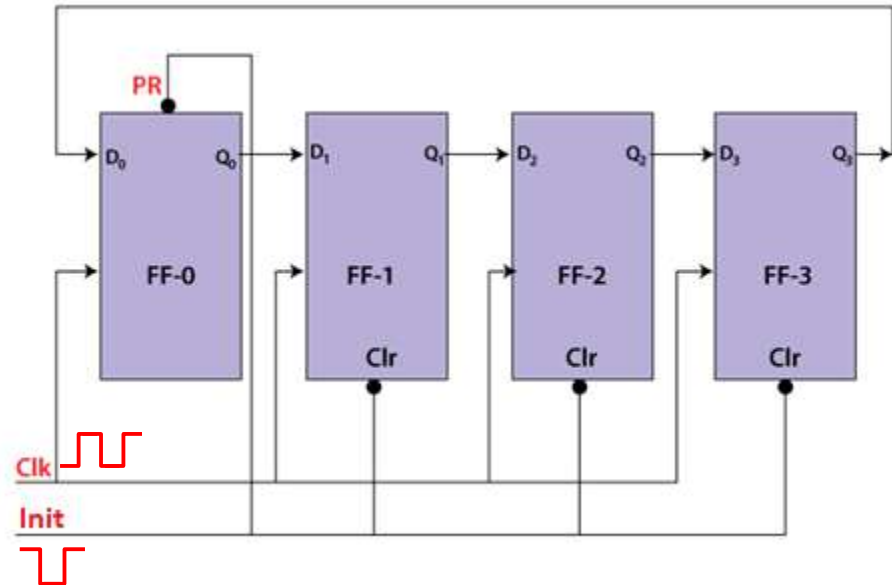 PR
D₀ Q₀ D₁ Q₁ D₂ Q₂ D₃ Q₃
FF-0 FF-1 FF-2 FF-3
Clr Clr Clr
Clk
Init